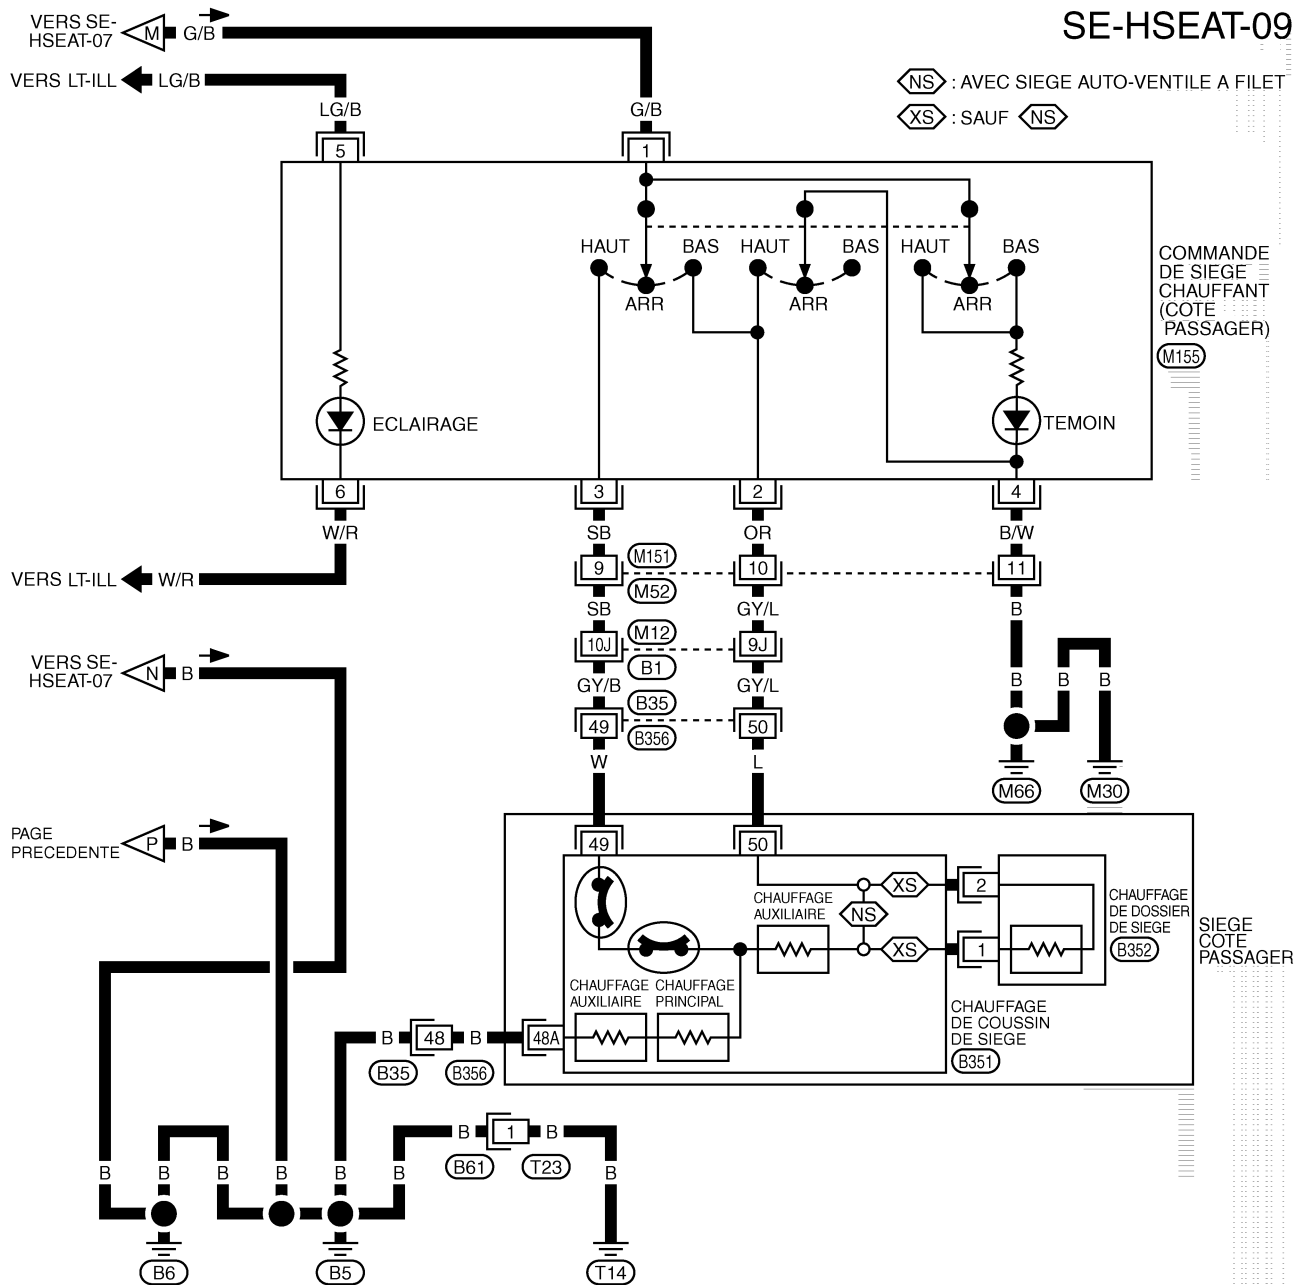 SE-HSEAT-09
VERS SE-
HSEAT-07
M
G/B
VERS LT-ILL
LG/B
LG/B
G/B
NS : AVEC SIEGE AUTO-VENTILE A FILET
XS : SAUF NS
5
1
HAUT
BAS
HAUT
BAS
HAUT
BAS
ARR
ARR
ARR
COMMANDE
DE SIEGE
CHAUFFANT
(COTE
PASSAGER)
M155
ECLAIRAGE
TEMOIN
6
3
2
4
W/R
SB
OR
B/W
VERS LT-ILL
W/R
9
M151
M52
10
11
SB
GY/L
B
10J
M12
B1
9J
VERS SE-
HSEAT-07
N
B
GY/B
GY/L
B
B
B
49
B35
B356
50
W
L
M66
M30
PAGE
PRECEDENTE
P
B
49
50
XS
2
CHAUFFAGE
AUXILIAIRE
NS
XS
1
CHAUFFAGE
DE DOSSIER
DE SIEGE
B352
SIEGE
COTE
PASSAGER
CHAUFFAGE
AUXILIAIRE
CHAUFFAGE
PRINCIPAL
CHAUFFAGE
DE COUSSIN
DE SIEGE
B351
B
48
B
48A
B35
B356
B
1
B
B61
T23
B
B
B
B
B
B
B
B6
B5
T14